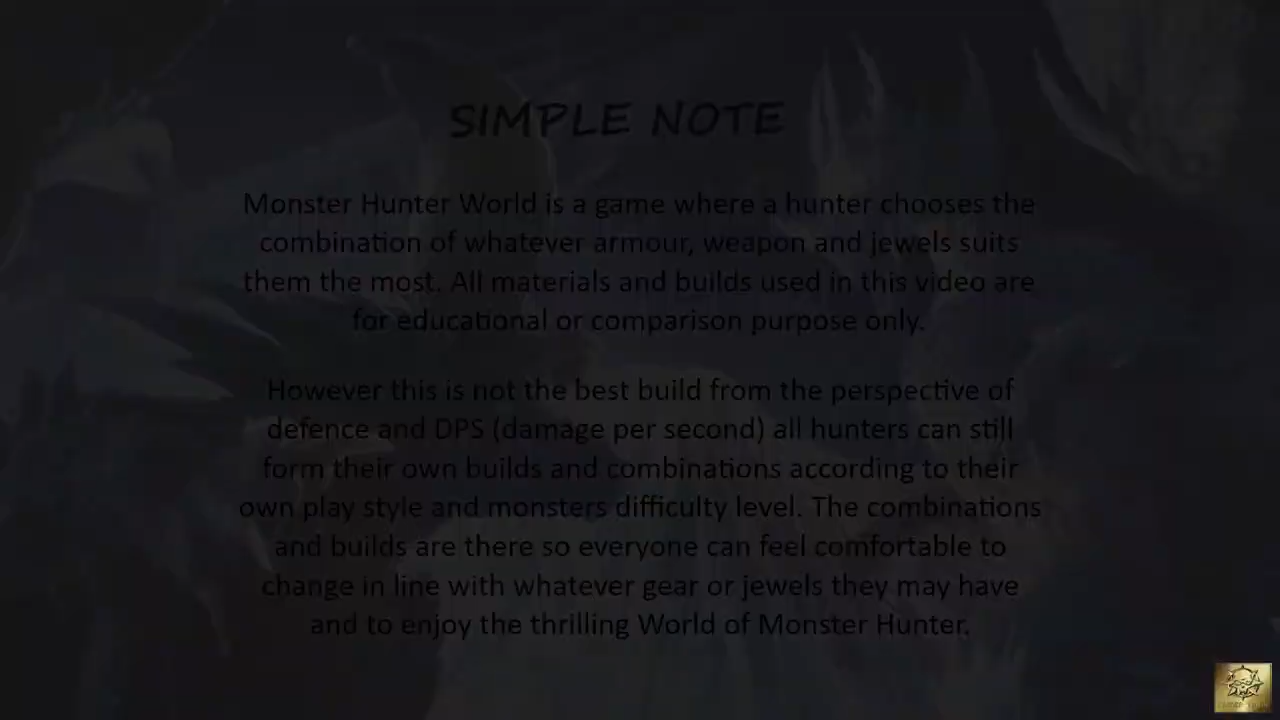 SIMPLE NOTE
Monster Hunter World is a game where a hunter chooses the
combination of whatever armour, weapon and jewels suits
them the most. All materials and builds used in this video are
for educational or comparison purpose only.
However this is not the best build from the perspective of
defence and DPS (damage per second) all hunters can still
form their own builds and combinations according to their
own play style and monsters difficulty level. The combinations
and builds are there so everyone can feel comfortable to
change in line with whatever gear or jewels they may have
and to enjoy the thrilling World of Monster Hunter.